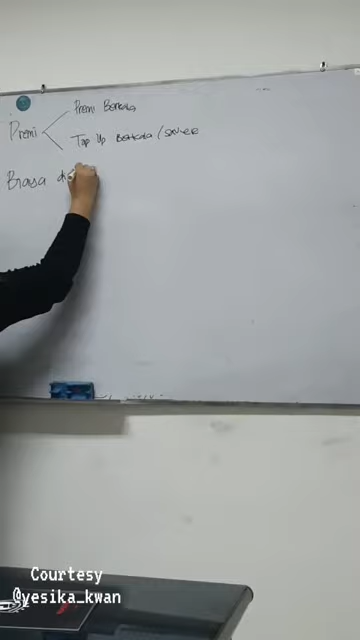 Premi Berkala
Premi
Top Up Berkala /
Biaya
Courtesy
@yesika_kwan